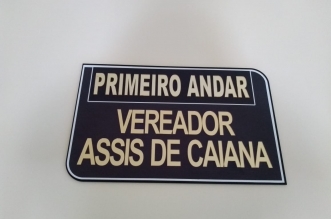 PRIMEIRO ANDAR
VEREADOR
ASSIS DE CAIANA